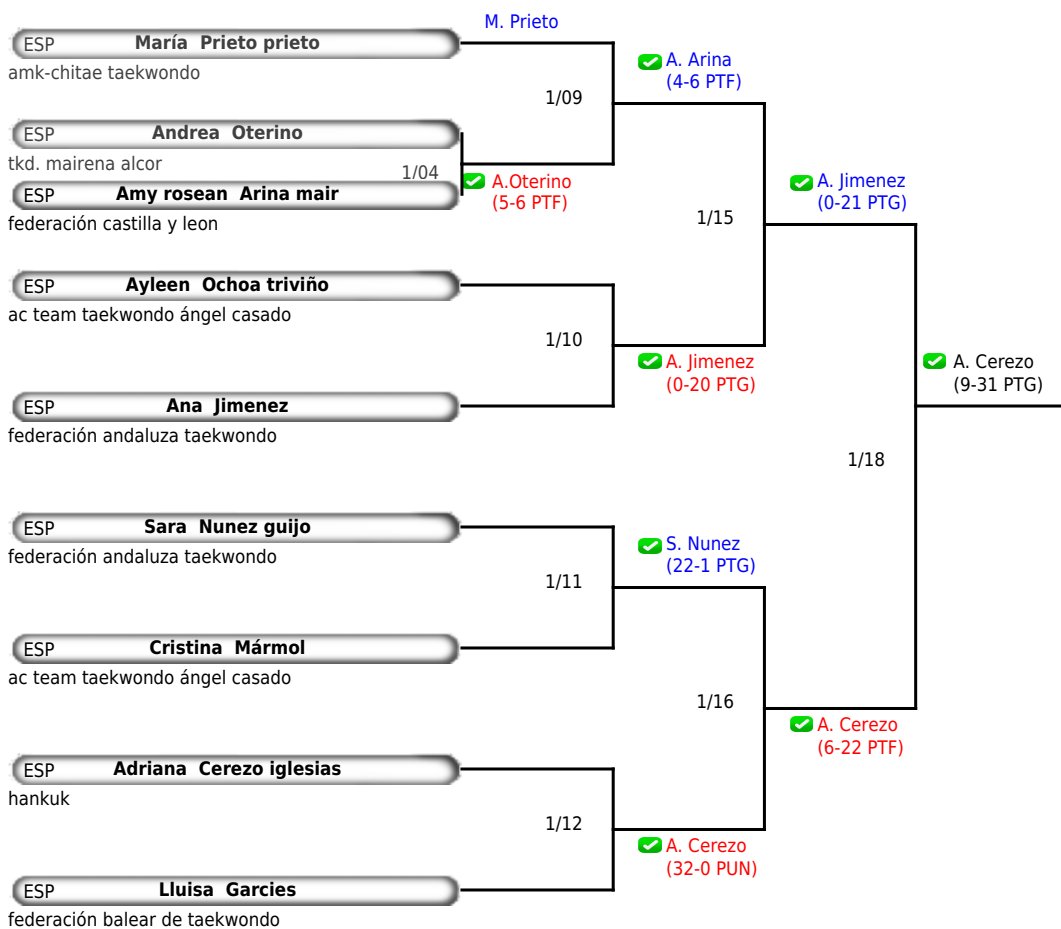 M. Prieto
ESP María Prieto prieto
amk-chitae taekwondo
A. Arina
(4-6 PTF)
1/09
ESP Andrea Oterino
tkd. mairena alcor
1/04
A.Oterino
(5-6 PTF)
ESP Amy rosean Arina mair
federación castilla y leon
A. Jimenez
(0-21 PTG)
1/15
ESP Ayleen Ochoa triviño
ac team taekwondo ángel casado
1/10
A. Jimenez
(0-20 PTG)
A. Cerezo
(9-31 PTG)
ESP Ana Jimenez
federación andaluza taekwondo
1/18
ESP Sara Nunez guijo
federación andaluza taekwondo
S. Nunez
(22-1 PTG)
1/11
ESP Cristina Mármol
ac team taekwondo ángel casado
1/16
A. Cerezo
(6-22 PTF)
ESP Adriana Cerezo iglesias
hankuk
1/12
A. Cerezo
(32-0 PUN)
ESP Lluisa Garcies
federación balear de taekwondo